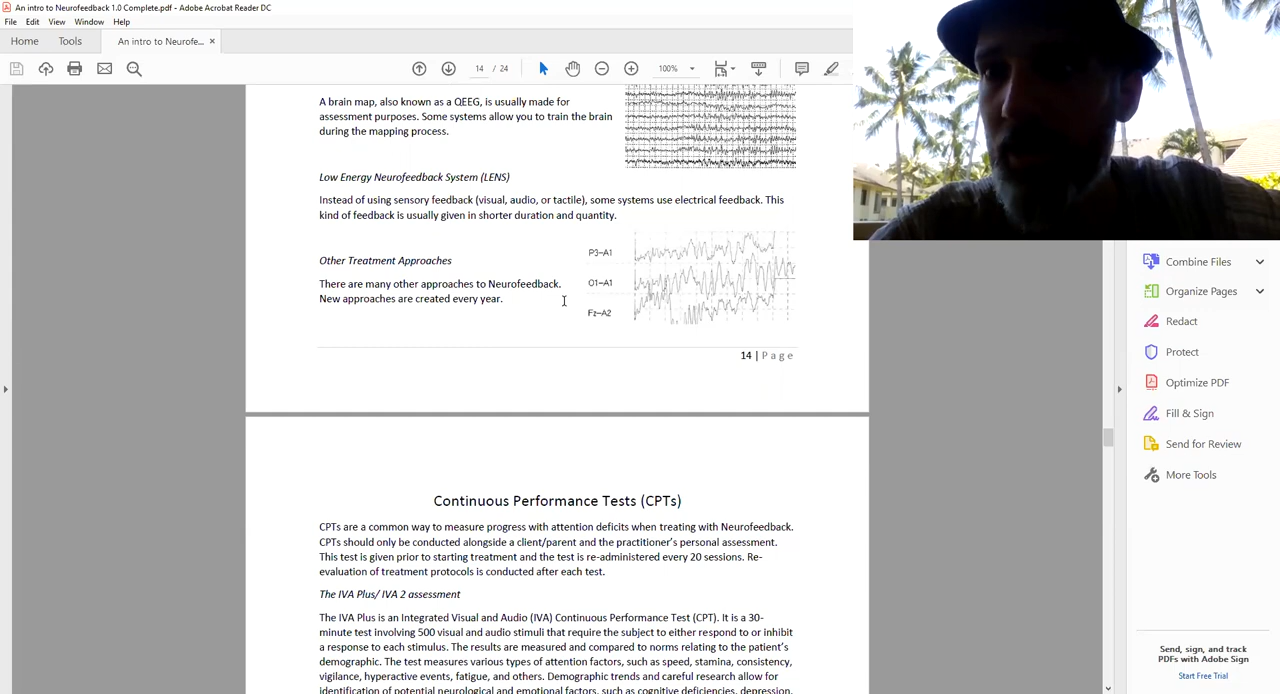 An intro to Neurofeedback 1.0 Complete.pdf - Adobe Acrobat Reader DC
File Edit View Window Help
Home Tools An intro to Neurofe... ×
14 / 24 100%
A brain map, also known as a QEEG, is usually made for
assessment purposes. Some systems allow you to train the brain
during the mapping process.
Low Energy Neurofeedback System (LENS)
Instead of using sensory feedback (visual, audio, or tactile), some systems use electrical feedback. This
kind of feedback is usually given in shorter duration and quantity.
Other Treatment Approaches
There are many other approaches to Neurofeedback.
New approaches are created every year.
P3–A1
O1–A1
Fz–A2
14 | Page
Continuous Performance Tests (CPTs)
CPTs are a common way to measure progress with attention deficits when treating with Neurofeedback.
CPTs should only be conducted alongside a client/parent and the practitioner's personal assessment.
This test is given prior to starting treatment and the test is re-administered every 20 sessions. Re-
evaluation of treatment protocols is conducted after each test.
The IVA Plus/ IVA 2 assessment
The IVA Plus is an Integrated Visual and Audio (IVA) Continuous Performance Test (CPT). It is a 30-
minute test involving 500 visual and audio stimuli that require the subject to either respond to or inhibit
a response to each stimulus. The results are measured and compared to norms relating to the patient's
demographic. The test measures various types of attention factors, such as speed, stamina, consistency,
vigilance, hyperactive events, fatigue, and others. Demographic trends and careful research allow for
identification of potential neurological and emotional factors, such as cognitive deficiencies, depression,
Combine Files
Organize Pages
Redact
Protect
Optimize PDF
Fill & Sign
Send for Review
More Tools
Send, sign, and track
PDFs with Adobe Sign
Start Free Trial